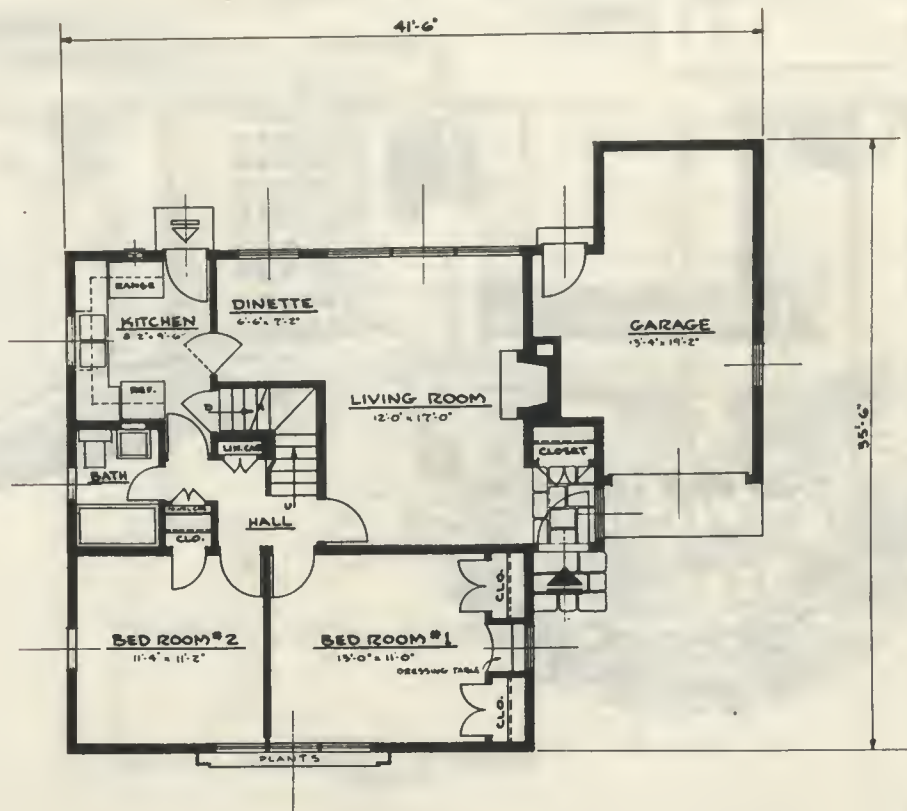 41'-6"
RANGE
KITCHEN
8'-2" x 9'-6"
DINETTE
6'-6" x 7'-2"
GARAGE
13'-4" x 19'-2"
REF.
LIVING ROOM
12'-0" x 17'-0"
35'-6"
D
LIN. CLO.
CLOSET
BATH
U
HALL
CLO.
BED ROOM #2
11'-4" x 11'-2"
BED ROOM #1
13'-0" x 11'-0"
DRESSING TABLE
CLO.
CLO.
PLANTS